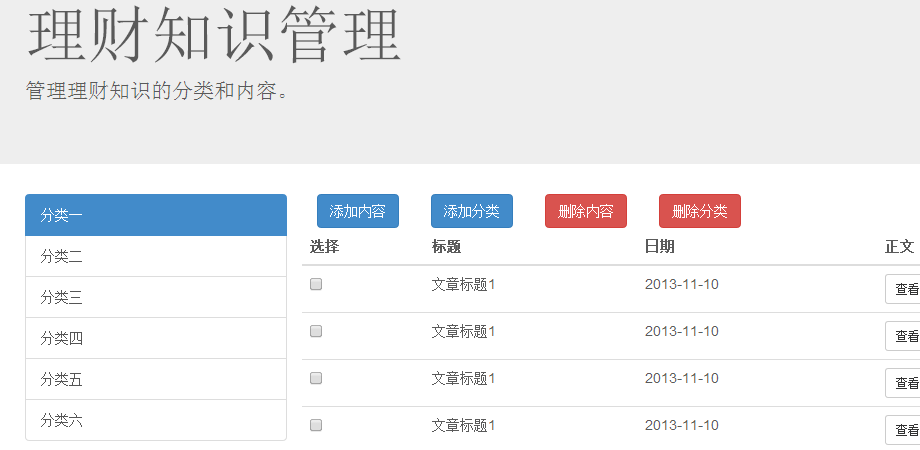 理财知识管理
管理理财知识的分类和内容。
分类一
分类二
分类三
分类四
分类五
分类六
添加内容 添加分类 删除内容 删除分类
选择 标题 日期 正文
文章标题1 2013-11-10 查看
文章标题1 2013-11-10 查看
文章标题1 2013-11-10 查看
文章标题1 2013-11-10 查看